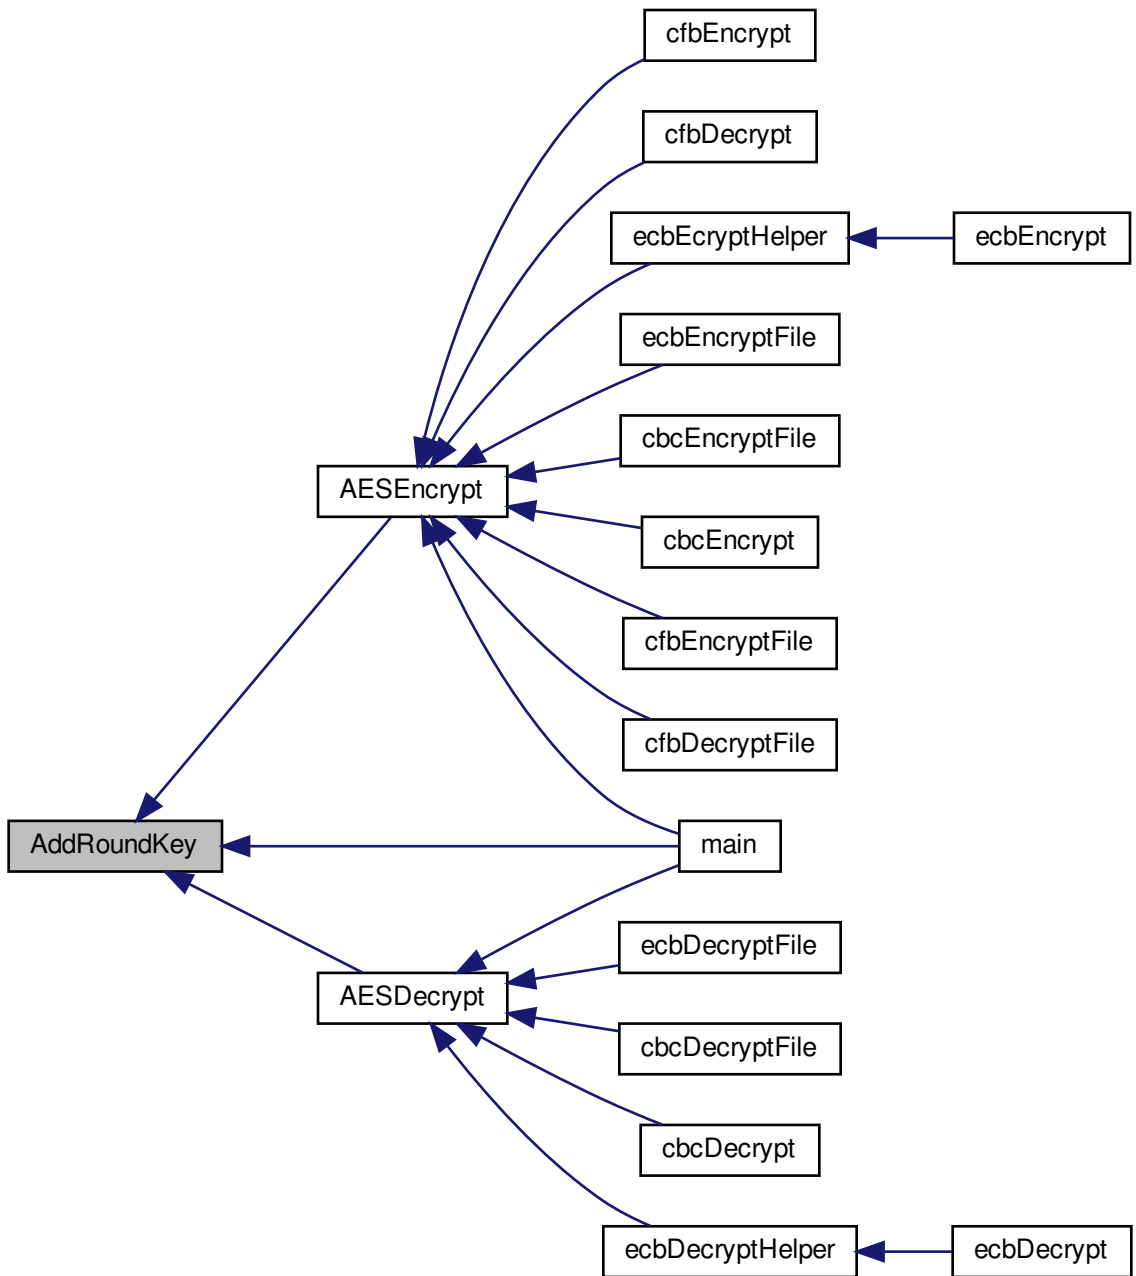 cfbEncrypt
cfbDecrypt
ecbEcryptHelper
ecbEncrypt
ecbEncryptFile
cbcEncryptFile
AESEncrypt
cbcEncrypt
cfbEncryptFile
cfbDecryptFile
AddRoundKey
main
ecbDecryptFile
AESDecrypt
cbcDecryptFile
cbcDecrypt
ecbDecryptHelper
ecbDecrypt